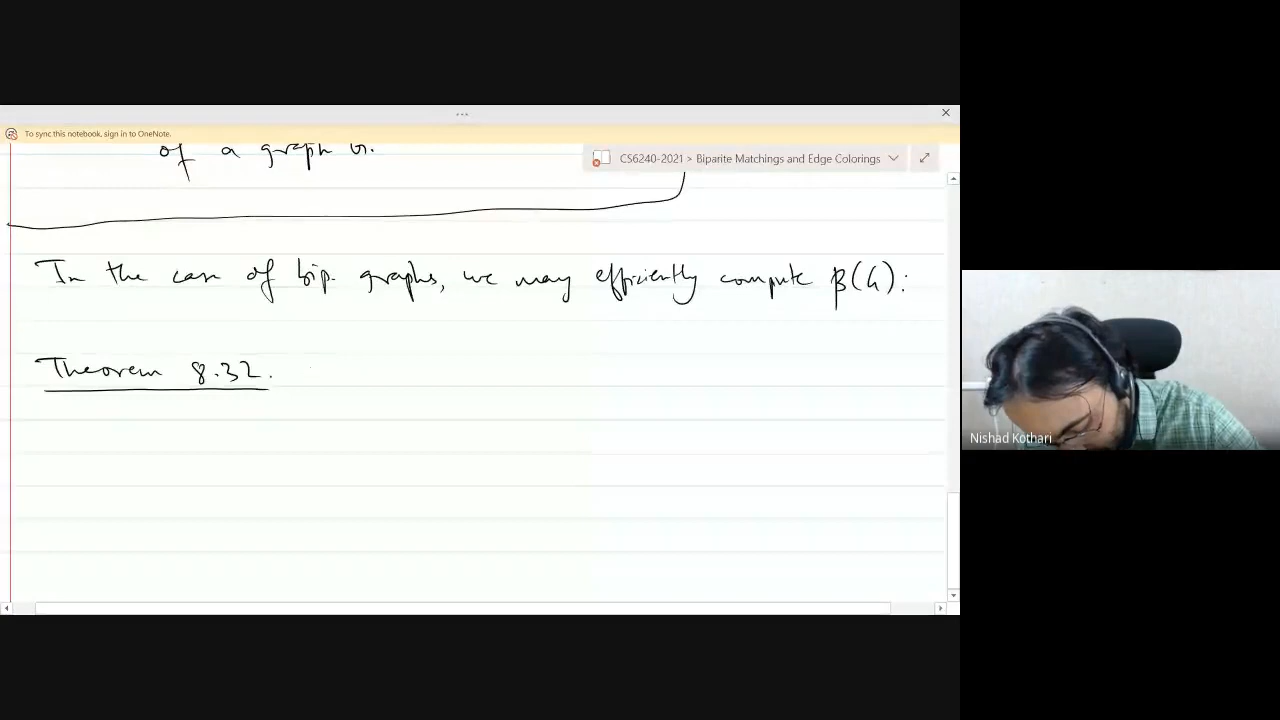 To sync this notebook, sign in to OneNote.
of a graph G.
CS6240-2021 > Biparite Matchings and Edge Colorings
In the case of bip. graphs, we may efficiently compute β(G):
Theorem 8.32.
Nishad Kothari